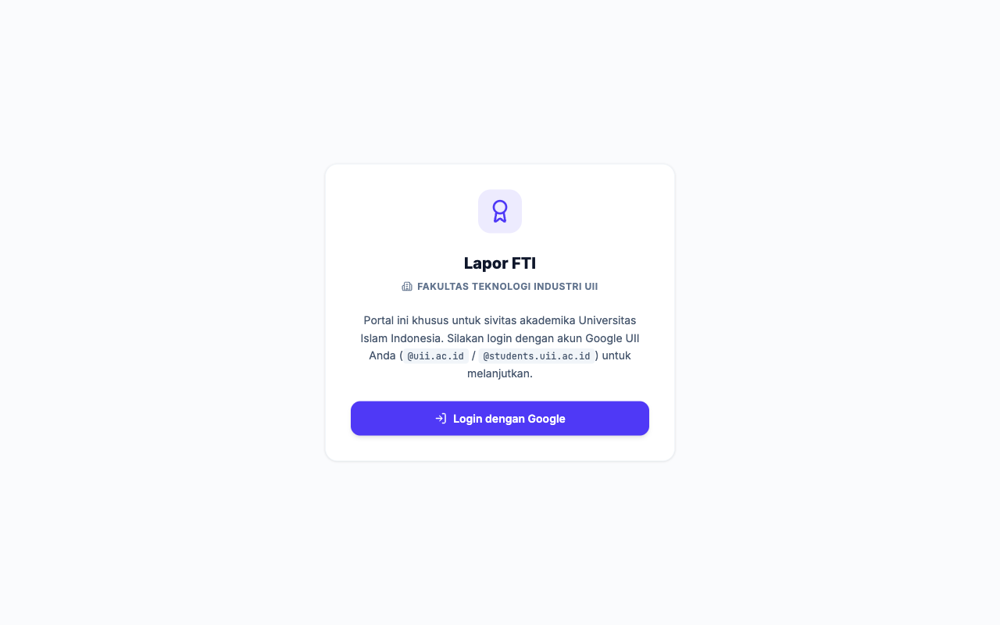 Lapor FTI
FAKULTAS TEKNOLOGI INDUSTRI UII
Portal ini khusus untuk sivitas akademika Universitas
Islam Indonesia. Silakan login dengan akun Google UII
Anda ( @uii.ac.id / @students.uii.ac.id ) untuk
melanjutkan.
Login dengan Google